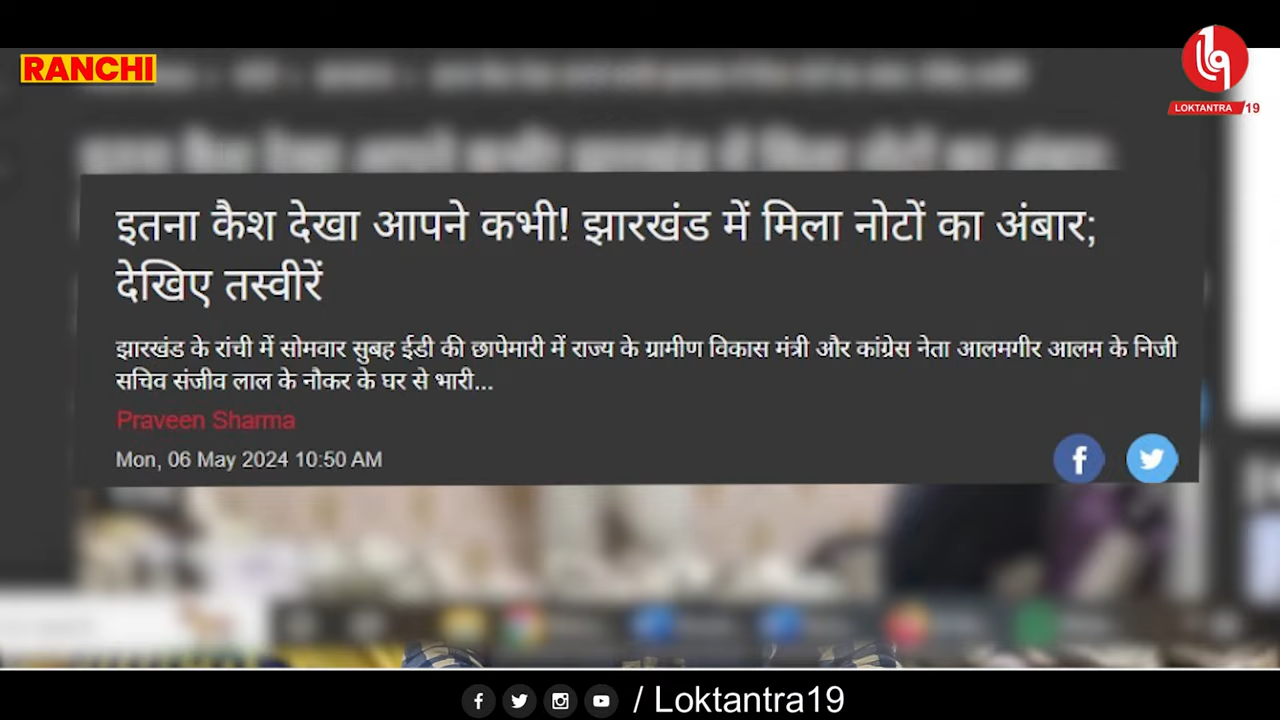 RANCHI
LOKTANTRA 19
इतना कैश देखा आपने कभी! झारखंड में मिला नोटों का अंबार;
देखिए तस्वीरें
झारखंड के रांची में सोमवार सुबह ईडी की छापेमारी में राज्य के ग्रामीण विकास मंत्री और कांग्रेस नेता आलमगीर आलम के निजी
सचिव संजीव लाल के नौकर के घर से भारी...
Praveen Sharma
Mon, 06 May 2024 10:50 AM
/ Loktantra19